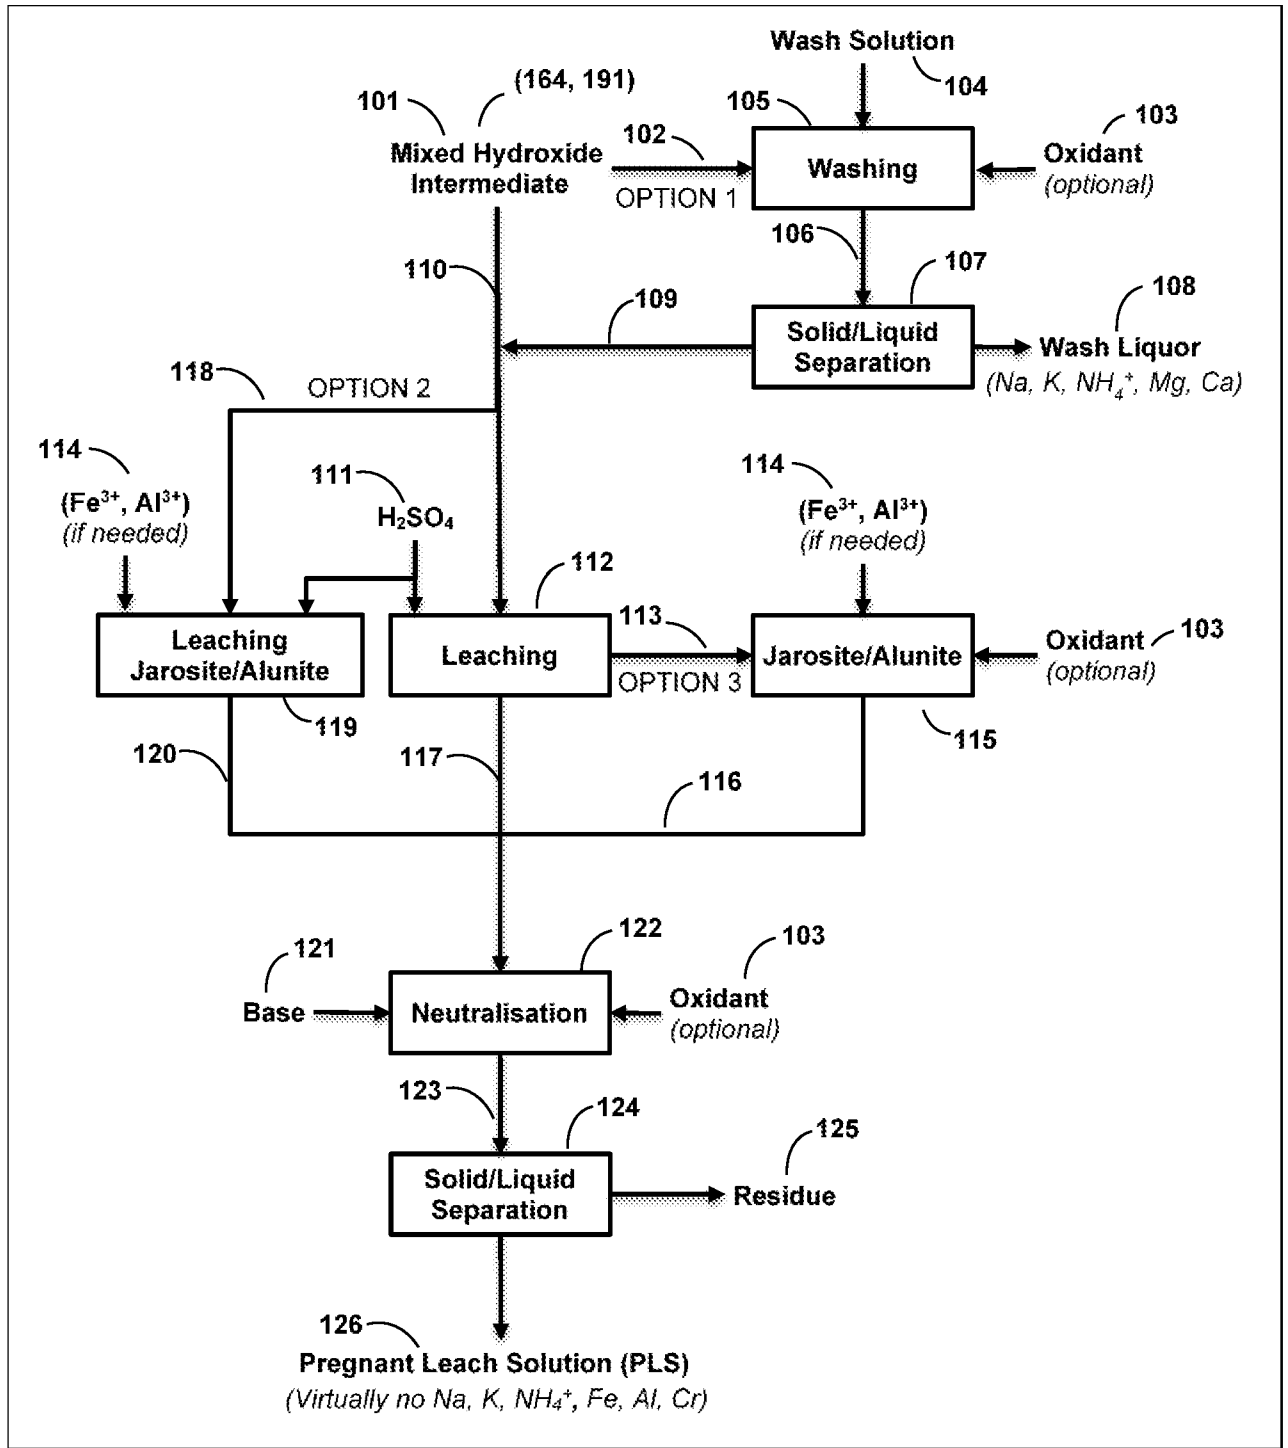 Wash Solution
104
(164, 191)
101
105
103
102
Mixed Hydroxide
Intermediate
OPTION 1
Washing
Oxidant
(optional)
106
107
110
109
108
Solid/Liquid
Separation
Wash Liquor
(Na, K, NH₄⁺, Mg, Ca)
118
OPTION 2
114
(Fe³⁺, Al³⁺)
(if needed)
111
H₂SO₄
114
(Fe³⁺, Al³⁺)
(if needed)
112
113
Leaching
Jarosite/Alunite
Leaching
OPTION 3
Jarosite/Alunite
Oxidant
(optional)
103
119
115
120
117
116
121
122
103
Base
Neutralisation
Oxidant
(optional)
123
124
125
Solid/Liquid
Separation
Residue
126
Pregnant Leach Solution (PLS)
(Virtually no Na, K, NH₄⁺, Fe, Al, Cr)